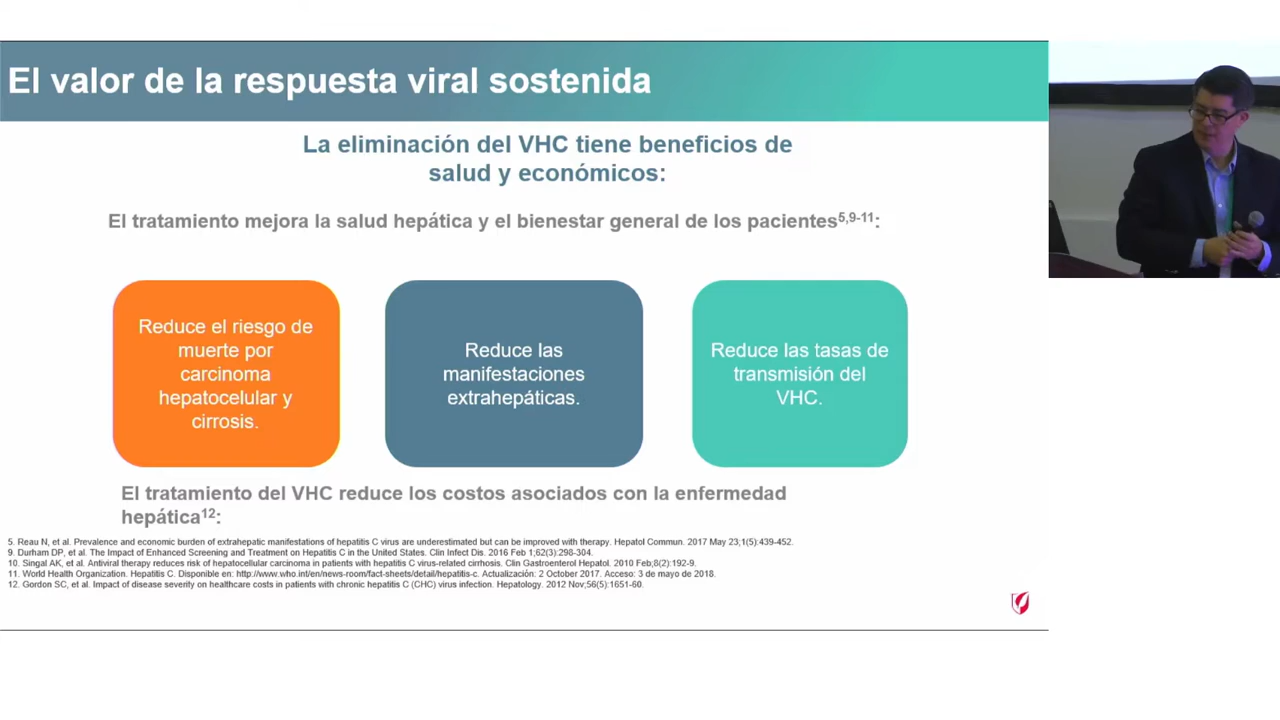 El valor de la respuesta viral sostenida
La eliminación del VHC tiene beneficios de
salud y económicos:
El tratamiento mejora la salud hepática y el bienestar general de los pacientes5,9-11:
Reduce el riesgo de
muerte por
carcinoma
hepatocelular y
cirrosis.
Reduce las
manifestaciones
extrahepáticas.
Reduce las tasas de
transmisión del
VHC.
El tratamiento del VHC reduce los costos asociados con la enfermedad
hepática12:
5. Reau N, et al. Prevalence and economic burden of extrahepatic manifestations of hepatitis C virus are underestimated but can be improved with therapy. Hepatol Commun. 2017 May 23;1(5):439-452.
9. Durham DP, et al. The Impact of Enhanced Screening and Treatment on Hepatitis C in the United States. Clin Infect Dis. 2016 Feb 1;62(3):298-304.
10. Singal AK, et al. Antiviral therapy reduces risk of hepatocellular carcinoma in patients with hepatitis C virus-related cirrhosis. Clin Gastroenterol Hepatol. 2010 Feb;8(2):192-9.
11. World Health Organization. Hepatitis C. Disponible en: http://www.who.int/en/news-room/fact-sheets/detail/hepatitis-c. Actualización: 2 October 2017. Acceso: 3 de mayo de 2018.
12. Gordon SC, et al. Impact of disease severity on healthcare costs in patients with chronic hepatitis C (CHC) virus infection. Hepatology. 2012 Nov;56(5):1651-60.